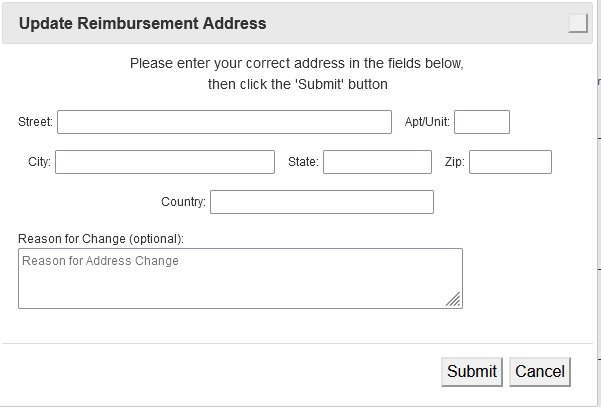 Update Reimbursement Address
Please enter your correct address in the fields below,
then click the 'Submit' button
Street: Apt/Unit:
City: State: Zip:
Country:
Reason for Change (optional):
Reason for Address Change
Submit Cancel